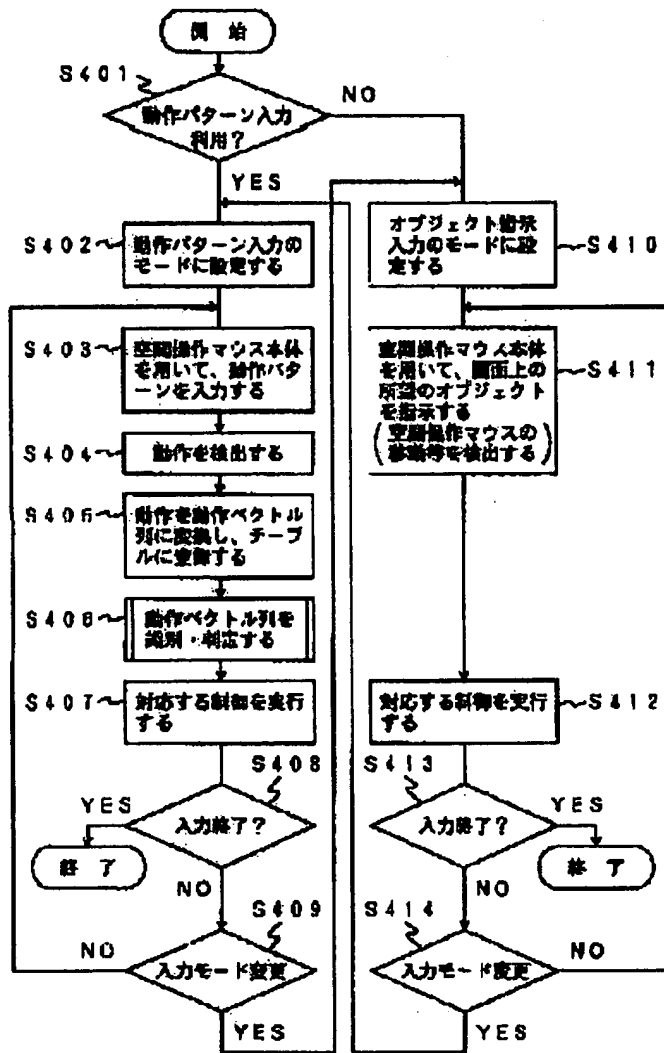 開 始
S401
NO
動作パターン入力
利用？
YES
S402
動作パターン入力の
モードに設定する
オブジェクト指示
入力のモードに設
定する
S410
S403
空間操作マウス本体
を用いて、動作パタ
ーンを入力する
空間操作マウス本体
を用いて、画面上の
所望のオブジェクト
を指示する
(空間操作マウスの
移動等を検出する)
S411
S404
動作を検出する
S405
動作を動作ベクトル
列に変換し、テーブ
ルに登録する
S406
動作ベクトル列を
識別・判定する
S407
対応する制御を実行
する
対応する制御を実行
する
S412
S408
S413
YES
入力終了？
入力終了？
YES
終 了
終 了
NO
NO
S409
S414
NO
入力モード変更
入力モード変更
NO
YES
YES